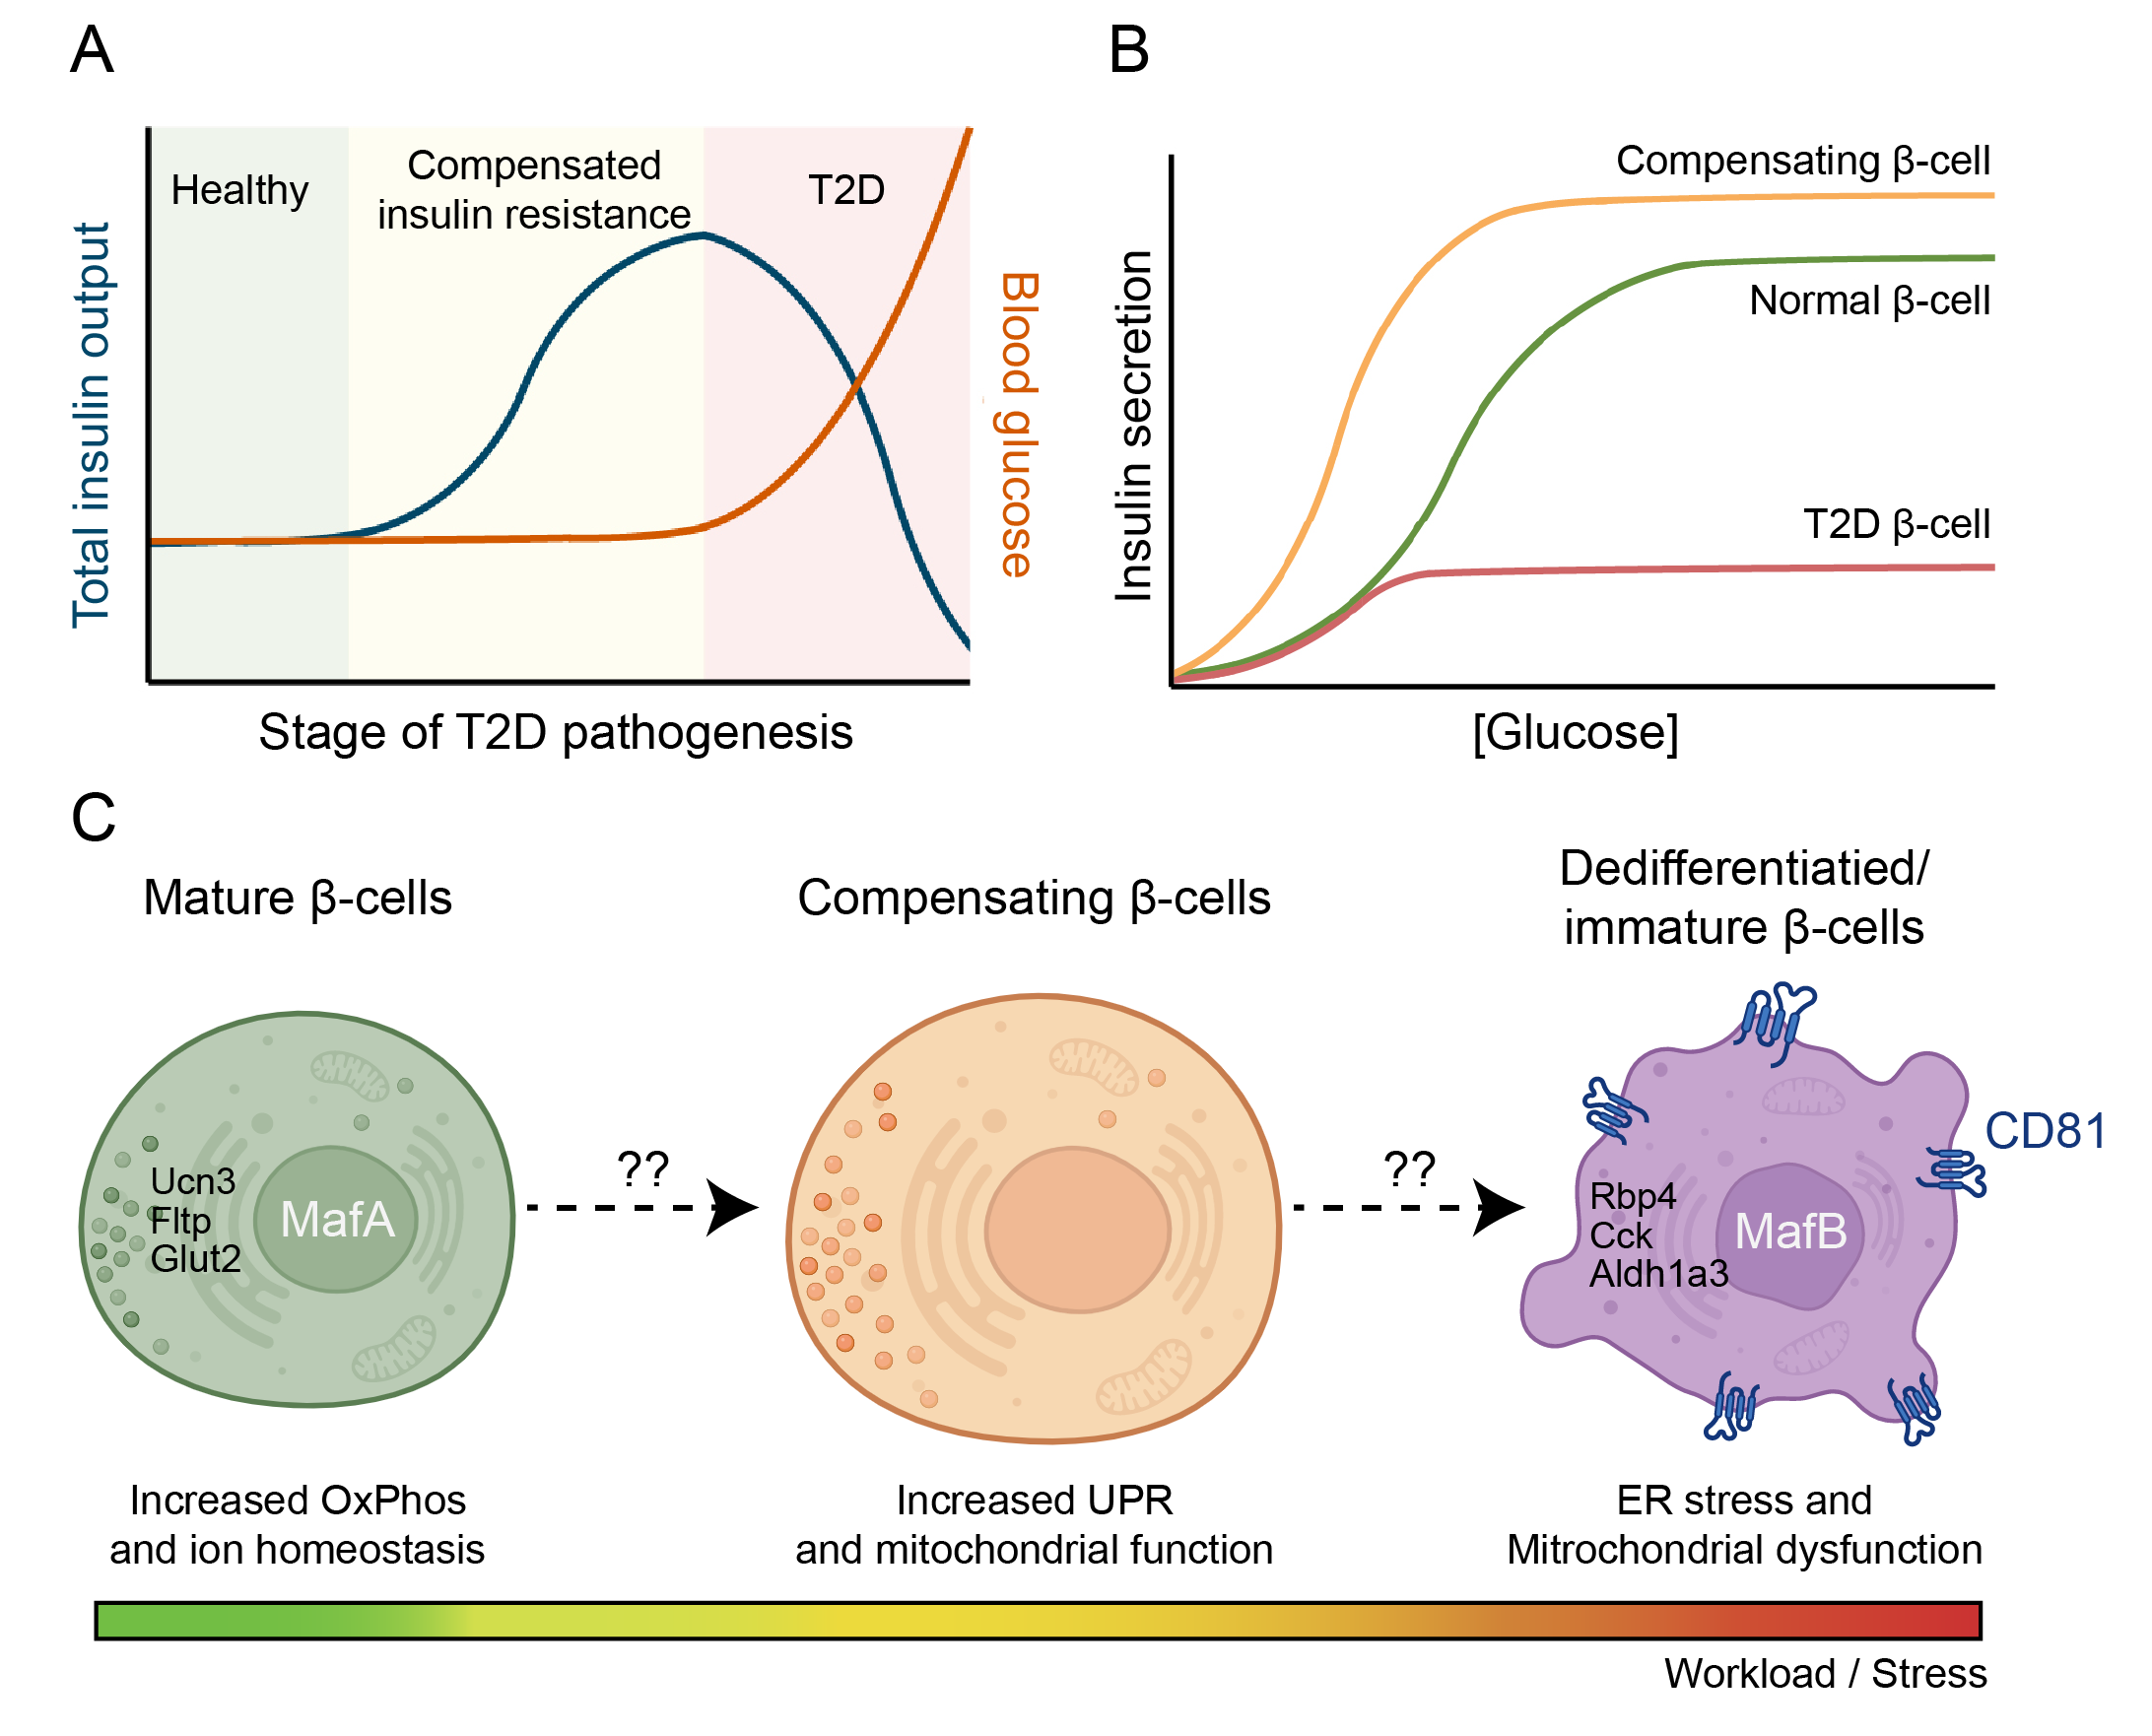 A
Healthy
Compensated
insulin resistance
T2D
Total insulin output
Blood glucose
Stage of T2D pathogenesis
B
Compensating β-cell
Normal β-cell
T2D β-cell
Insulin secretion
[Glucose]
C
Mature β-cells
Compensating β-cells
Dedifferentiatied/
immature β-cells
Ucn3
Fltp
Glut2
MafA
??
??
CD81
Rbp4
Cck
Aldh1a3
MafB
Increased OxPhos
and ion homeostasis
Increased UPR
and mitochondrial function
ER stress and
Mitrochondrial dysfunction
Workload / Stress